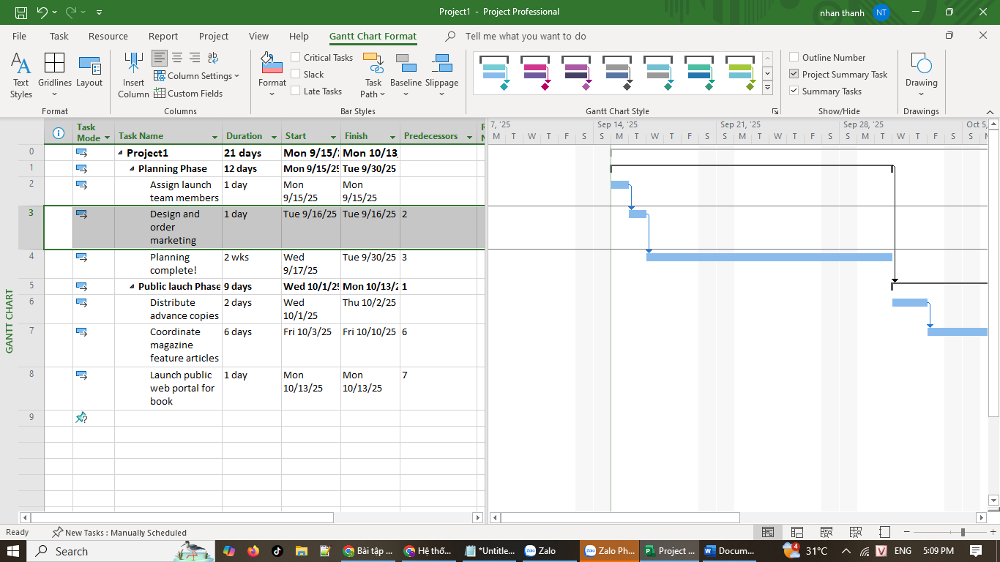 Project1 - Project Professional
nhan thanh
NT
File Task Resource Report Project View Help Gantt Chart Format Tell me what you want to do
Text Styles
Gridlines
Layout
Format
Insert Column
ab
Column Settings
Custom Fields
Columns
Format
Critical Tasks
Slack
Late Tasks
Task Path
Baseline
Slippage
Bar Styles
Gantt Chart Style
Outline Number
Project Summary Task
Summary Tasks
Show/Hide
Drawing
Drawings
GANTT CHART
Task Mode Task Name Duration Start Finish Predecessors
7, '25 Sep 14, '25 Sep 21, '25 Sep 28, '25 Oct 5,
M T W T F S S M T W T F S S M T W T F S S M T W T F S S M
0 Project1 21 days Mon 9/15/ Mon 10/13
1 Planning Phase 12 days Mon 9/15/25 Tue 9/30/25
2 Assign launch team members 1 day Mon 9/15/25 Mon 9/15/25
3 Design and order marketing 1 day Tue 9/16/25 Tue 9/16/25 2
4 Planning complete! 2 wks Wed 9/17/25 Tue 9/30/25 3
5 Public lauch Phase 9 days Wed 10/1/25 Mon 10/13/2 1
6 Distribute advance copies 2 days Wed 10/1/25 Thu 10/2/25
7 Coordinate magazine feature articles 6 days Fri 10/3/25 Fri 10/10/25 6
8 Launch public web portal for book 1 day Mon 10/13/25 Mon 10/13/25 7
9
Ready New Tasks : Manually Scheduled
Search
Bài tập ...
Hệ thố...
*Untitle...
Zalo
Zalo Ph...
Project ...
Docum...
4
31°C
V
ENG
5:09 PM